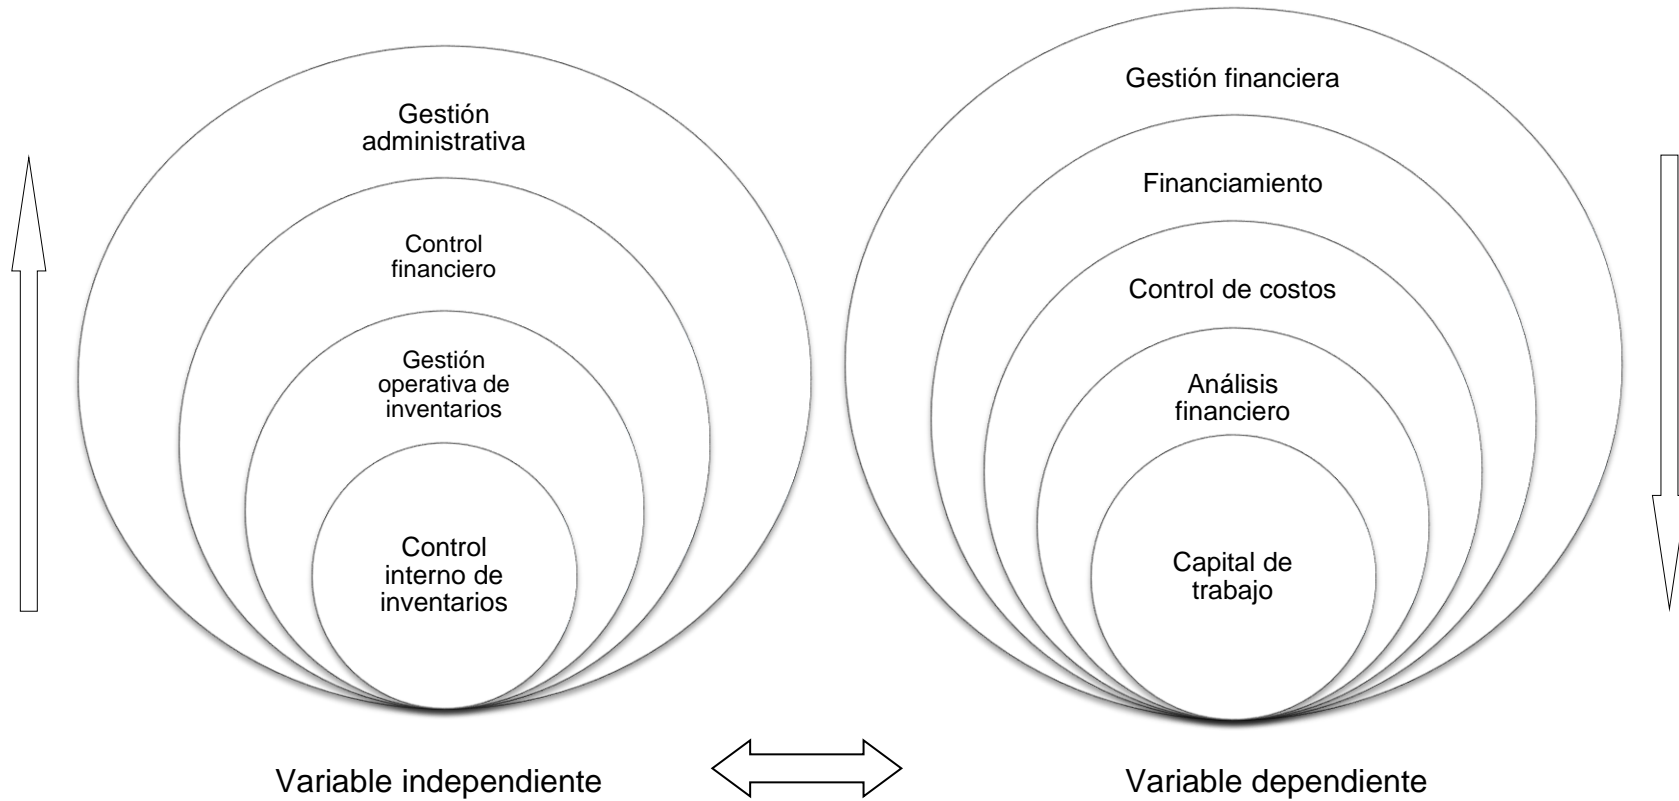 Gestión
administrativa
Control
financiero
Gestión
operativa de
inventarios
Control
interno de
inventarios
Variable independiente
Gestión financiera
Financiamiento
Control de costos
Análisis
financiero
Capital de
trabajo
Variable dependiente